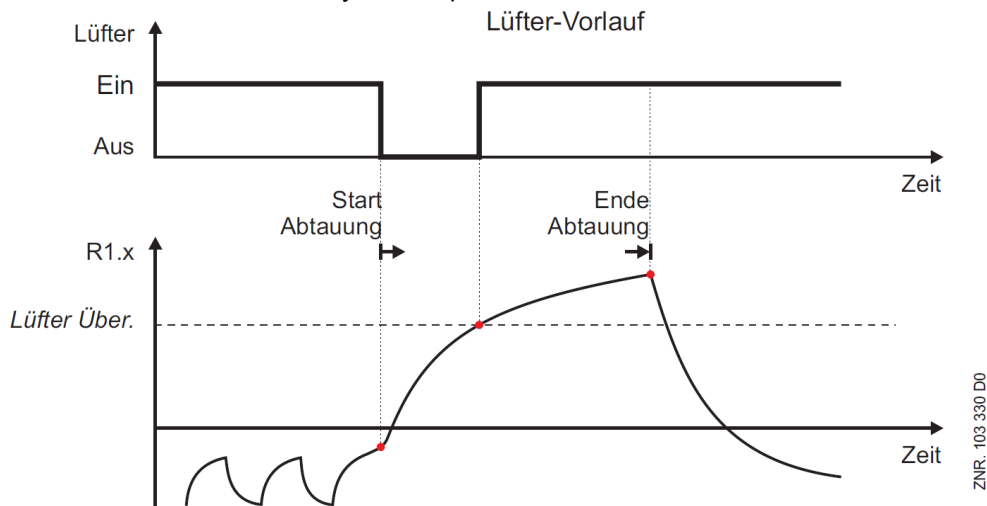 Lüfter-Vorlauf
Lüfter
Ein
Aus
Zeit
Start
Abtauung
Ende
Abtauung
R1.x
Lüfter Über.
Zeit
ZNR. 103 330 D0